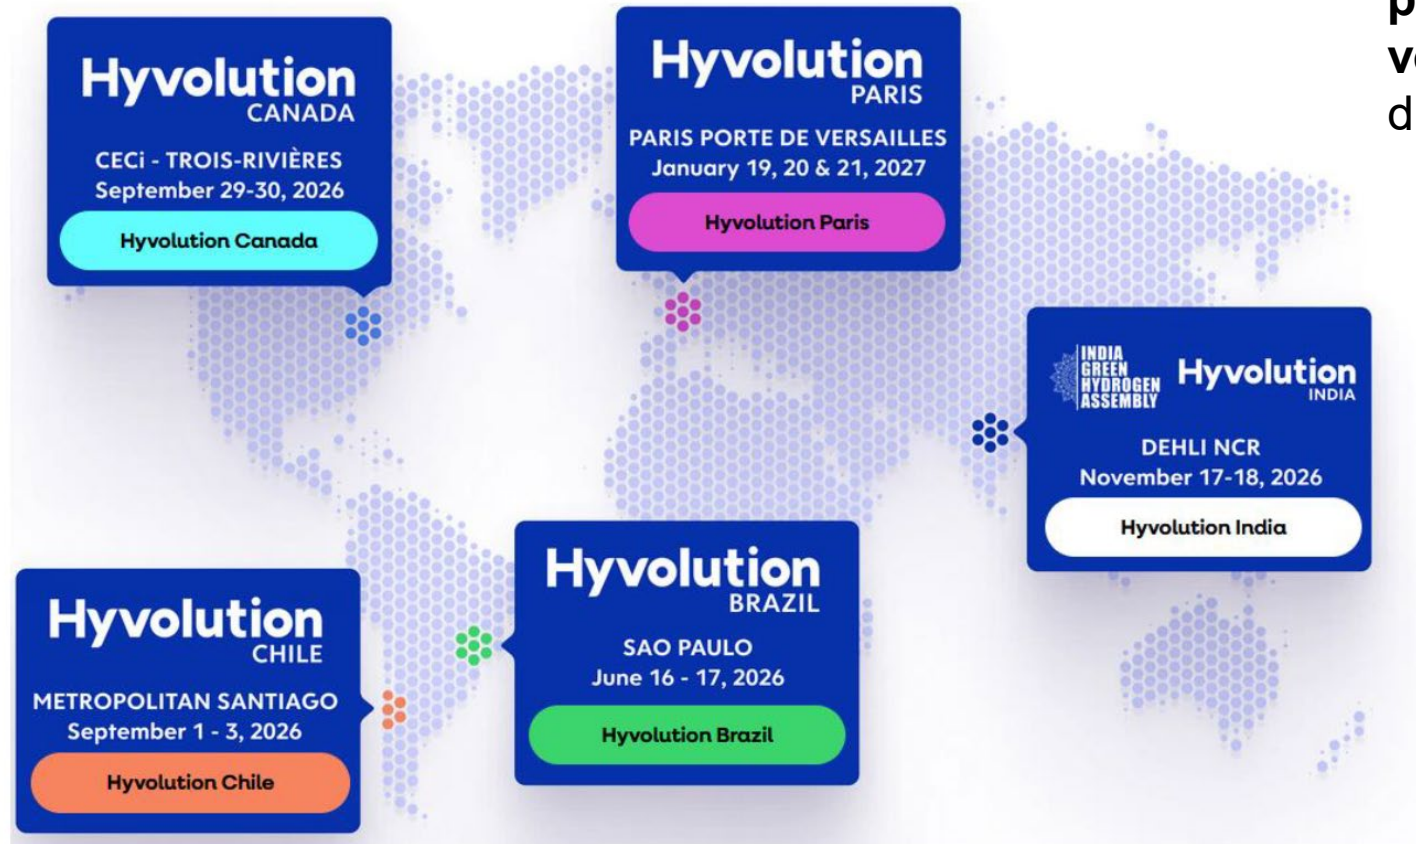 Hyvolution
CANADA
CECi - TROIS-RIVIÈRES
September 29-30, 2026
Hyvolution Canada
Hyvolution
PARIS
PARIS PORTE DE VERSAILLES
January 19, 20 & 21, 2027
Hyvolution Paris
INDIA
GREEN
HYDROGEN
ASSEMBLY
Hyvolution
INDIA
DEHLI NCR
November 17-18, 2026
Hyvolution India
Hyvolution
CHILE
METROPOLITAN SANTIAGO
September 1 - 3, 2026
Hyvolution Chile
Hyvolution
BRAZIL
SAO PAULO
June 16 - 17, 2026
Hyvolution Brazil